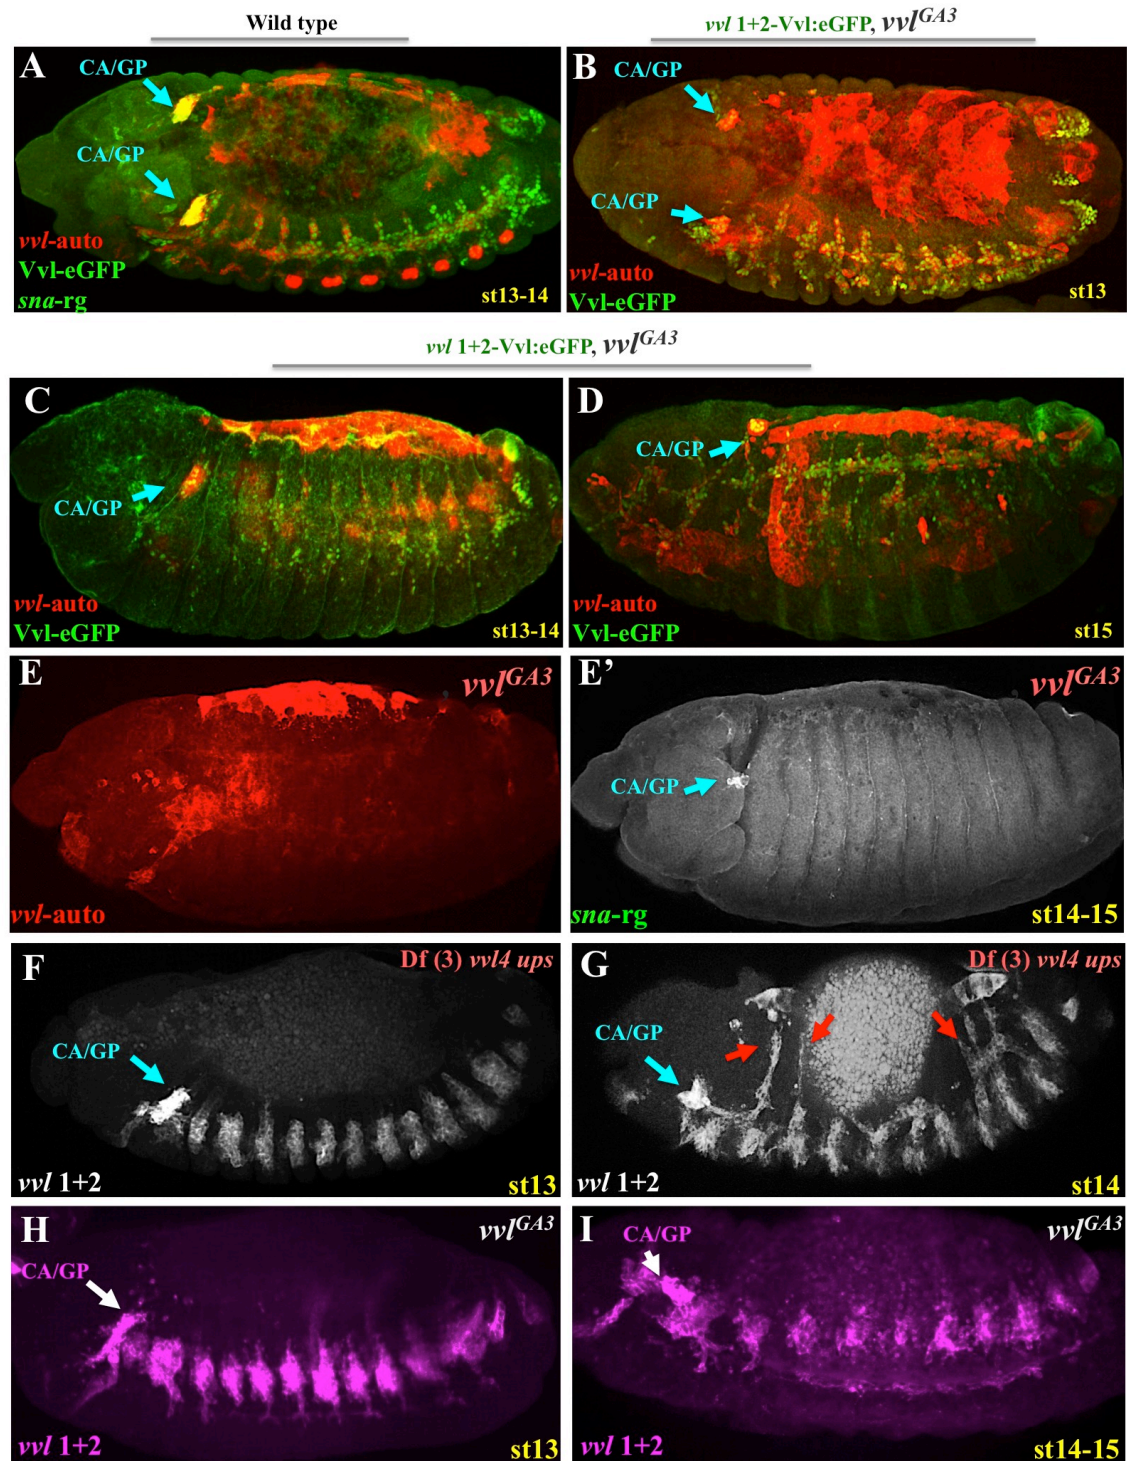 Wild type
vvl 1+2-Vvl:eGFP, vvlGA3
A
CA/GP
CA/GP
vvl-auto
Vvl-eGFP
sna-rg
st13-14
B
CA/GP
CA/GP
vvl-auto
Vvl-eGFP
st13
vvl 1+2-Vvl:eGFP, vvlGA3
C
CA/GP
vvl-auto
Vvl-eGFP
st13-14
D
CA/GP
vvl-auto
Vvl-eGFP
st15
E
vvlGA3
vvl-auto
E’
vvlGA3
CA/GP
sna-rg
st14-15
F
Df (3) vvl4 ups
CA/GP
vvl 1+2
st13
G
Df (3) vvl4 ups
CA/GP
vvl 1+2
st14
H
vvlGA3
CA/GP
vvl 1+2
st13
I
vvlGA3
CA/GP
vvl 1+2
st14-15